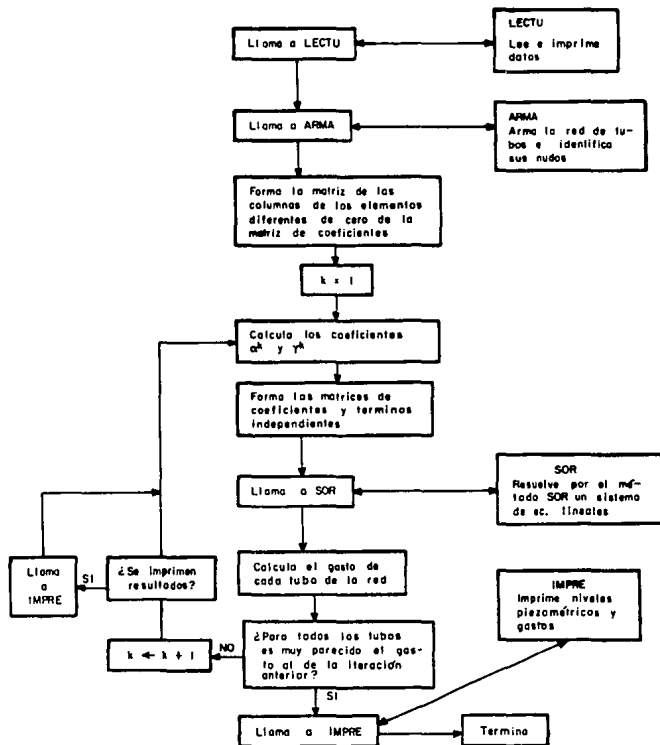 Llama a LECTU
LECTU
Lee e imprime
datos
Llama a ARMA
ARMA
Arma la red de tu-
bos e identifica
sus nudos
Forma la matriz de las
columnas de los elementos
diferentes de cero de la
matriz de coeficientes
k = 1
Calcula los coeficientes
α^k y γ^k
Forma las matrices de
coeficientes y terminos
independientes
Llama a SOR
SOR
Resuelve por el mé-
todo SOR un sistema
de ec. lineales
Llama
a
IMPRE
SI
¿Se imprimen
resultados?
Calcula el gasto de
cada tubo de la red
IMPRE
Imprime niveles
piezométricos y
gastos
k ← k + 1
NO
¿Para todos los tubos
es muy parecido el gas-
to al de la iteración
anterior?
SI
Llama a IMPRE
Termina